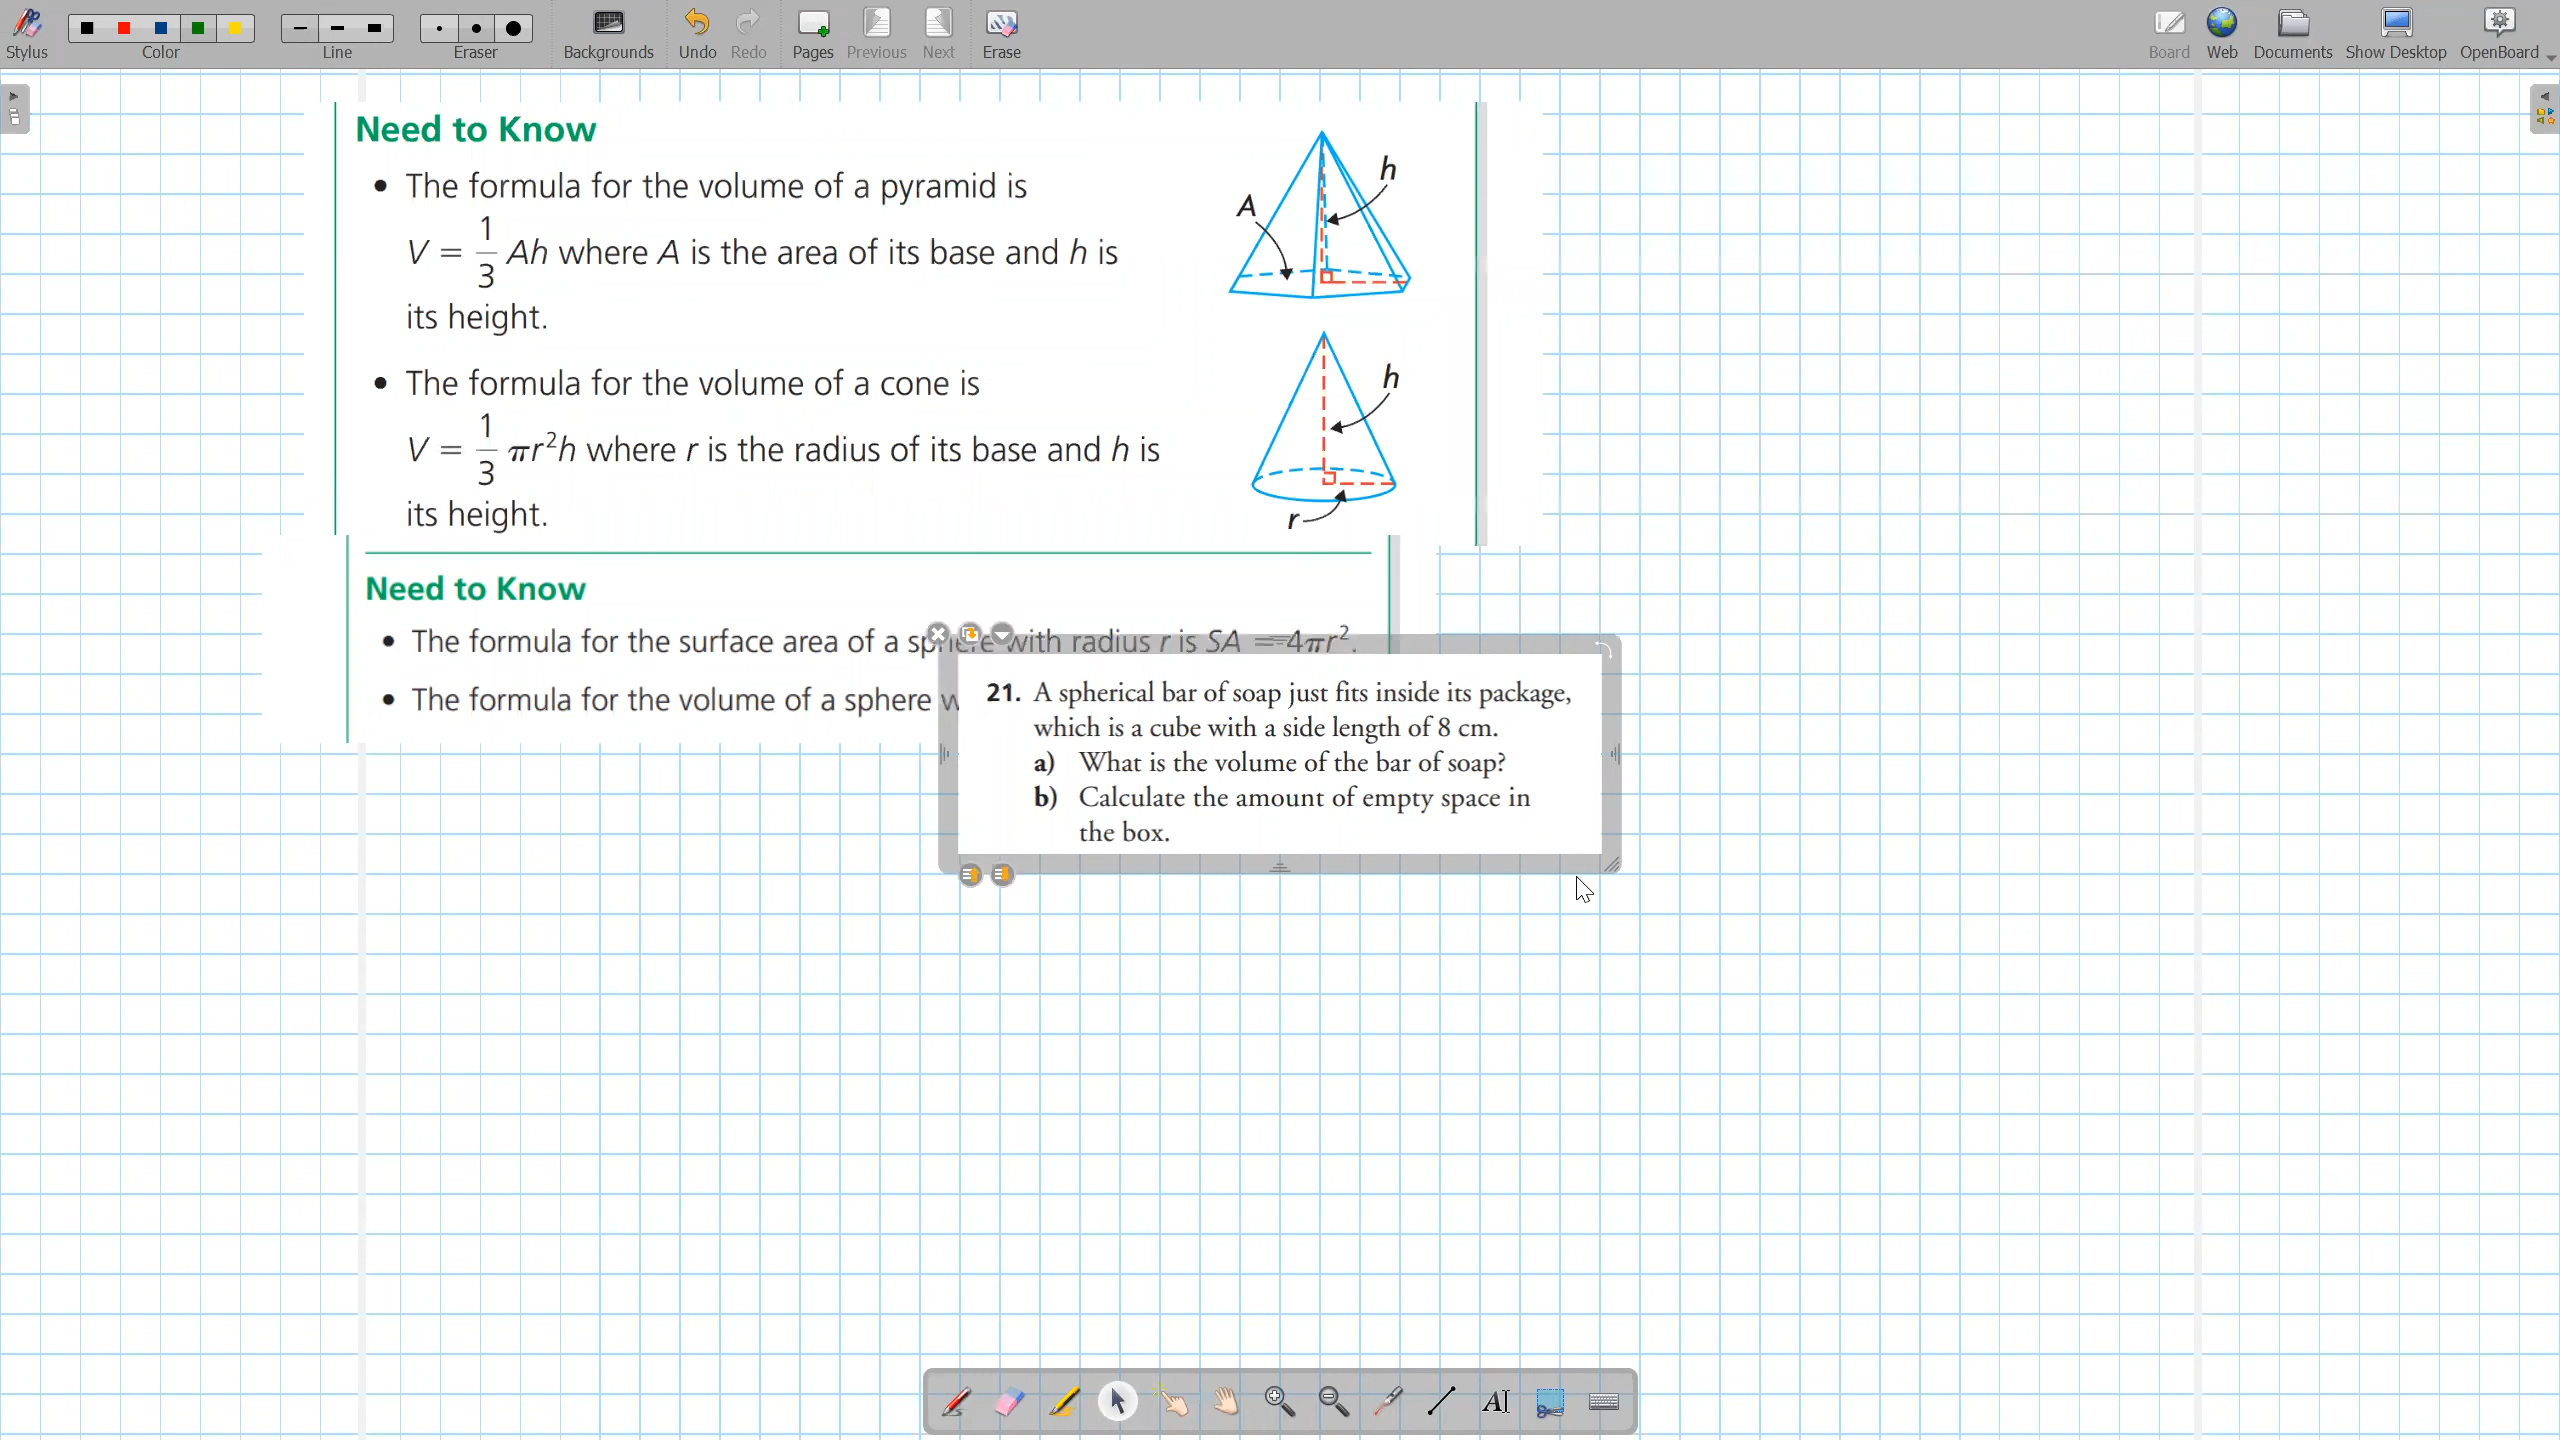 Stylus Color Line Eraser Backgrounds Undo Redo Pages Previous Next Erase Board Web Documents Show Desktop OpenBoard
Need to Know
• The formula for the volume of a pyramid is
V = 1/3 Ah where A is the area of its base and h is
its height.
A
h
• The formula for the volume of a cone is
V = 1/3 πr²h where r is the radius of its base and h is
its height.
h
r
Need to Know
• The formula for the surface area of a sphere with radius r is SA = 4πr².
• The formula for the volume of a sphere
21. A spherical bar of soap just fits inside its package,
which is a cube with a side length of 8 cm.
a) What is the volume of the bar of soap?
b) Calculate the amount of empty space in
the box.
AI